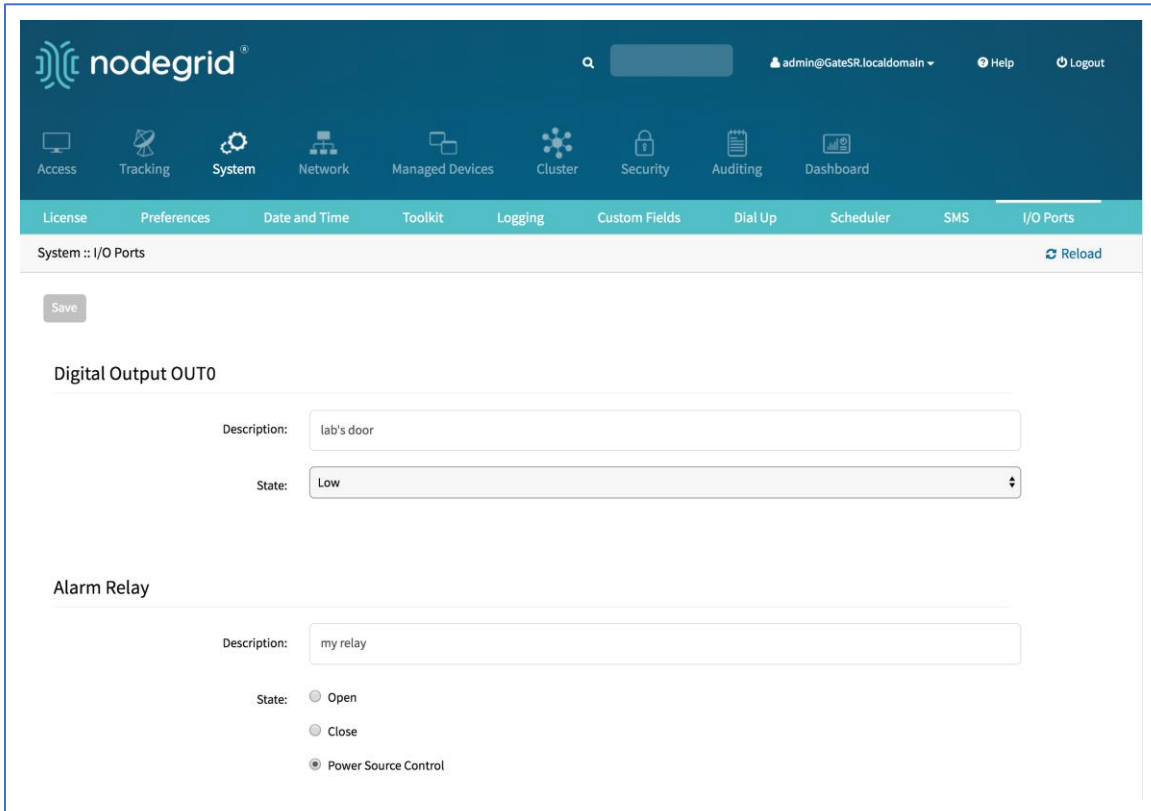 nodegrid®
admin@GateSR.localdomain Help Logout
Access Tracking System Network Managed Devices Cluster Security Auditing Dashboard
License Preferences Date and Time Toolkit Logging Custom Fields Dial Up Scheduler SMS I/O Ports
System :: I/O Ports Reload
Save
Digital Output OUT0
Description: lab's door
State: Low
Alarm Relay
Description: my relay
State: Open
Close
Power Source Control